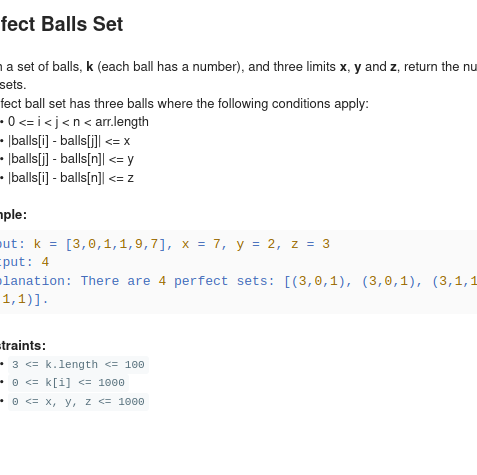 fect Balls Set
a set of balls, k (each ball has a number), and three limits x, y and z, return the nu
sets.
fect ball set has three balls where the following conditions apply:
• 0 <= i < j < n < arr.length
• |balls[i] - balls[j]| <= x
• |balls[j] - balls[n]| <= y
• |balls[i] - balls[n]| <= z
mple:
put: k = [3,0,1,1,9,7], x = 7, y = 2, z = 3
tput: 4
planation: There are 4 perfect sets: [(3,0,1), (3,0,1), (3,1,1
1,1)].
straints:
• 3 <= k.length <= 100
• 0 <= k[i] <= 1000
• 0 <= x, y, z <= 1000